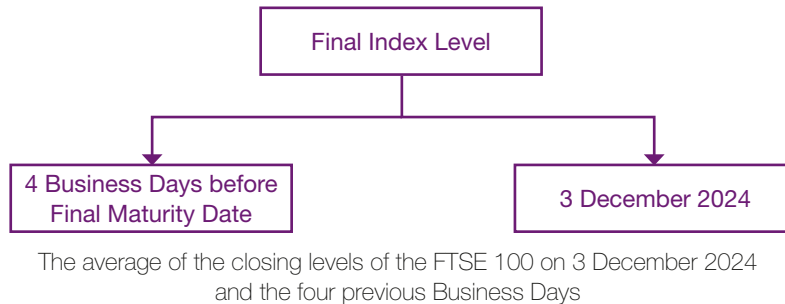 Final Index Level
4 Business Days before
Final Maturity Date
3 December 2024
The average of the closing levels of the FTSE 100 on 3 December 2024
and the four previous Business Days